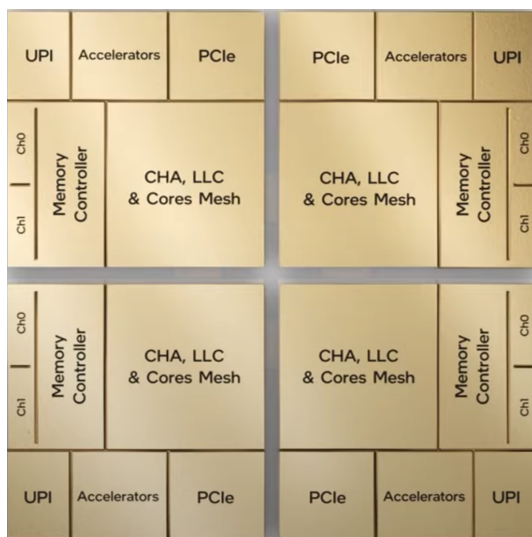 UPI
Accelerators
PCIe
PCIe
Accelerators
UPI
Ch0
Ch1
Memory
Controller
CHA, LLC
& Cores Mesh
CHA, LLC
& Cores Mesh
Memory
Controller
Ch0
Ch1
Ch0
Ch1
Memory
Controller
CHA, LLC
& Cores Mesh
CHA, LLC
& Cores Mesh
Memory
Controller
Ch0
Ch1
UPI
Accelerators
PCIe
PCIe
Accelerators
UPI